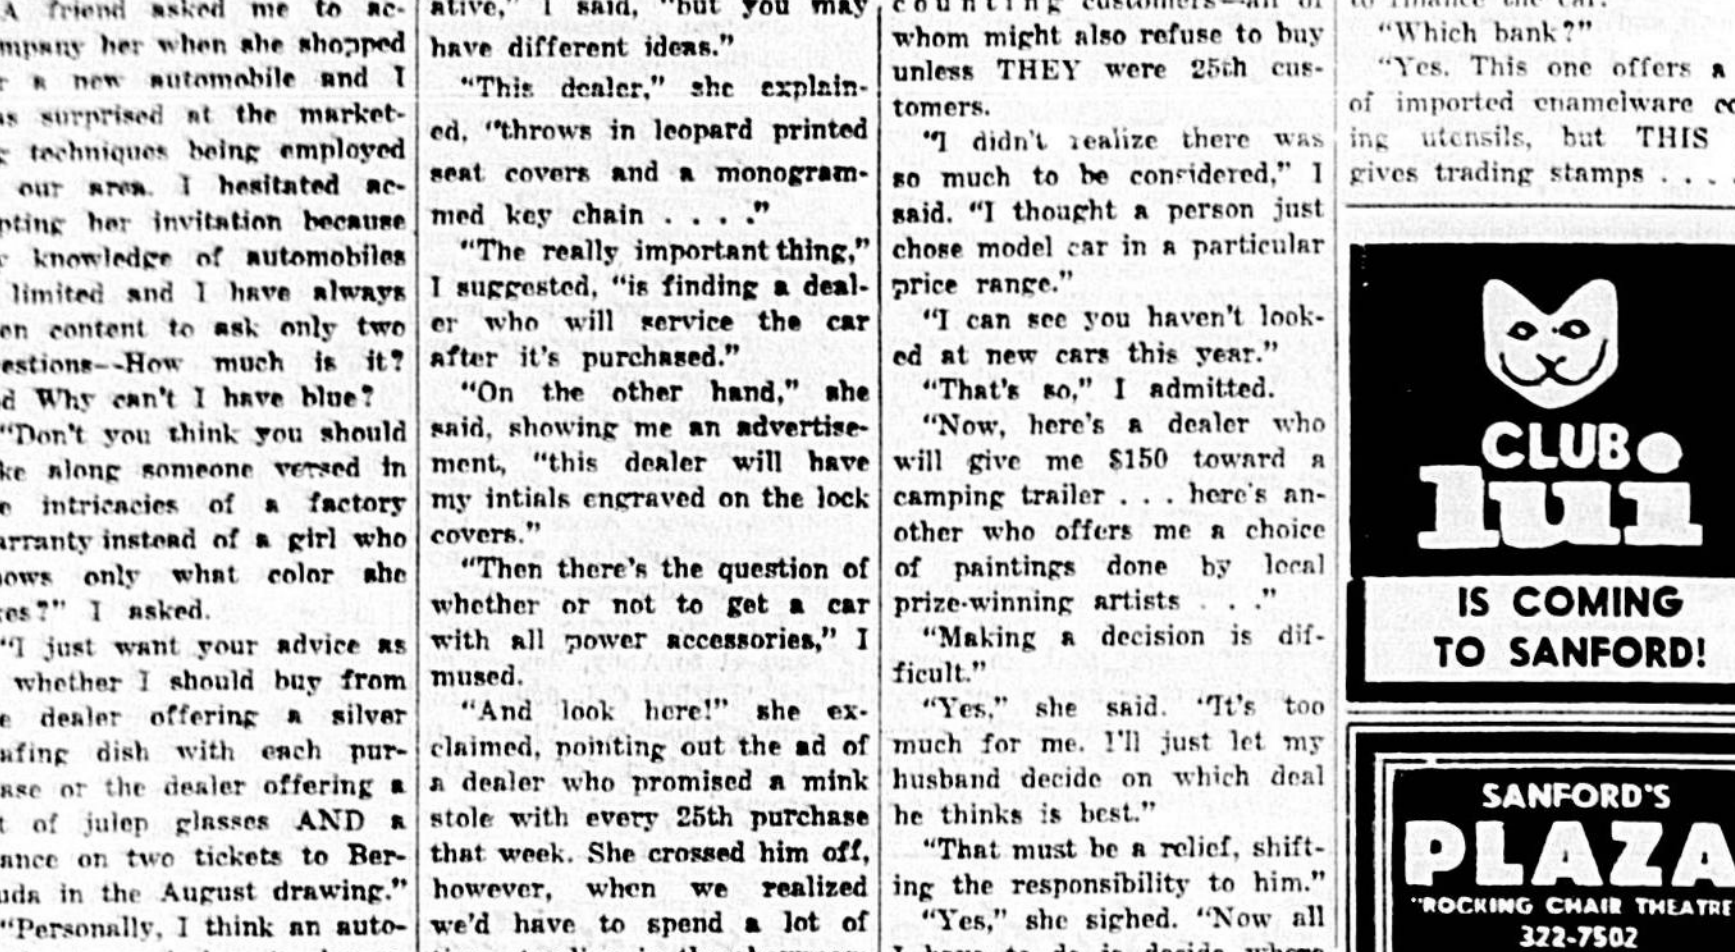 A friend asked me to ac-
mpany her when she shopped
r a new automobile and I
as surprised at the market-
g techniques being employed
our area. I hesitated ac-
pting her invitation because
r knowledge of automobiles
limited and I have always
en content to ask only two
estions--How much is it?
d Why can't I have blue?
"Don't you think you should
ke along someone versed in
e intricacies of a factory
arranty instead of a girl who
ows only what color she
es?" I asked.
"I just want your advice as
whether I should buy from
e dealer offering a silver
afing dish with each pur-
ase or the dealer offering a
t of julep glasses AND a
ance on two tickets to Ber-
uda in the August drawing."
"Personally, I think an auto-
ative," I said, "but you may
have different ideas."
"This dealer," she explain-
ed, "throws in leopard printed
seat covers and a monogram-
med key chain . . . ."
"The really important thing,"
I suggested, "is finding a deal-
er who will service the car
after it's purchased."
"On the other hand," she
said, showing me an advertise-
ment, "this dealer will have
my intials engraved on the lock
covers."
"Then there's the question of
whether or not to get a car
with all power accessories," I
mused.
"And look here!" she ex-
claimed, pointing out the ad of
a dealer who promised a mink
stole with every 25th purchase
that week. She crossed him off,
however, when we realized
we'd have to spend a lot of
counting customers—all of
whom might also refuse to buy
unless THEY were 25th cus-
tomers.
"I didn't realize there was
so much to be considered," I
said. "I thought a person just
chose model car in a particular
price range."
"I can see you haven't look-
ed at new cars this year."
"That's so," I admitted.
"Now, here's a dealer who
will give me $150 toward a
camping trailer . . . here's an-
other who offers me a choice
of paintings done by local
prize-winning artists . . ."
"Making a decision is dif-
ficult."
"Yes," she said. "It's too
much for me. I'll just let my
husband decide on which deal
he thinks is best."
"That must be a relief, shift-
ing the responsibility to him."
"Yes," she sighed. "Now all
I have to do is decide where
to finance the car."
"Which bank?"
"Yes. This one offers a
of imported enamelware co
ing utensils, but THIS
gives trading stamps . . . .
CLUB
IS COMING
TO SANFORD!
SANFORD'S
PLAZA
"ROCKING CHAIR THEATRE
322-7502